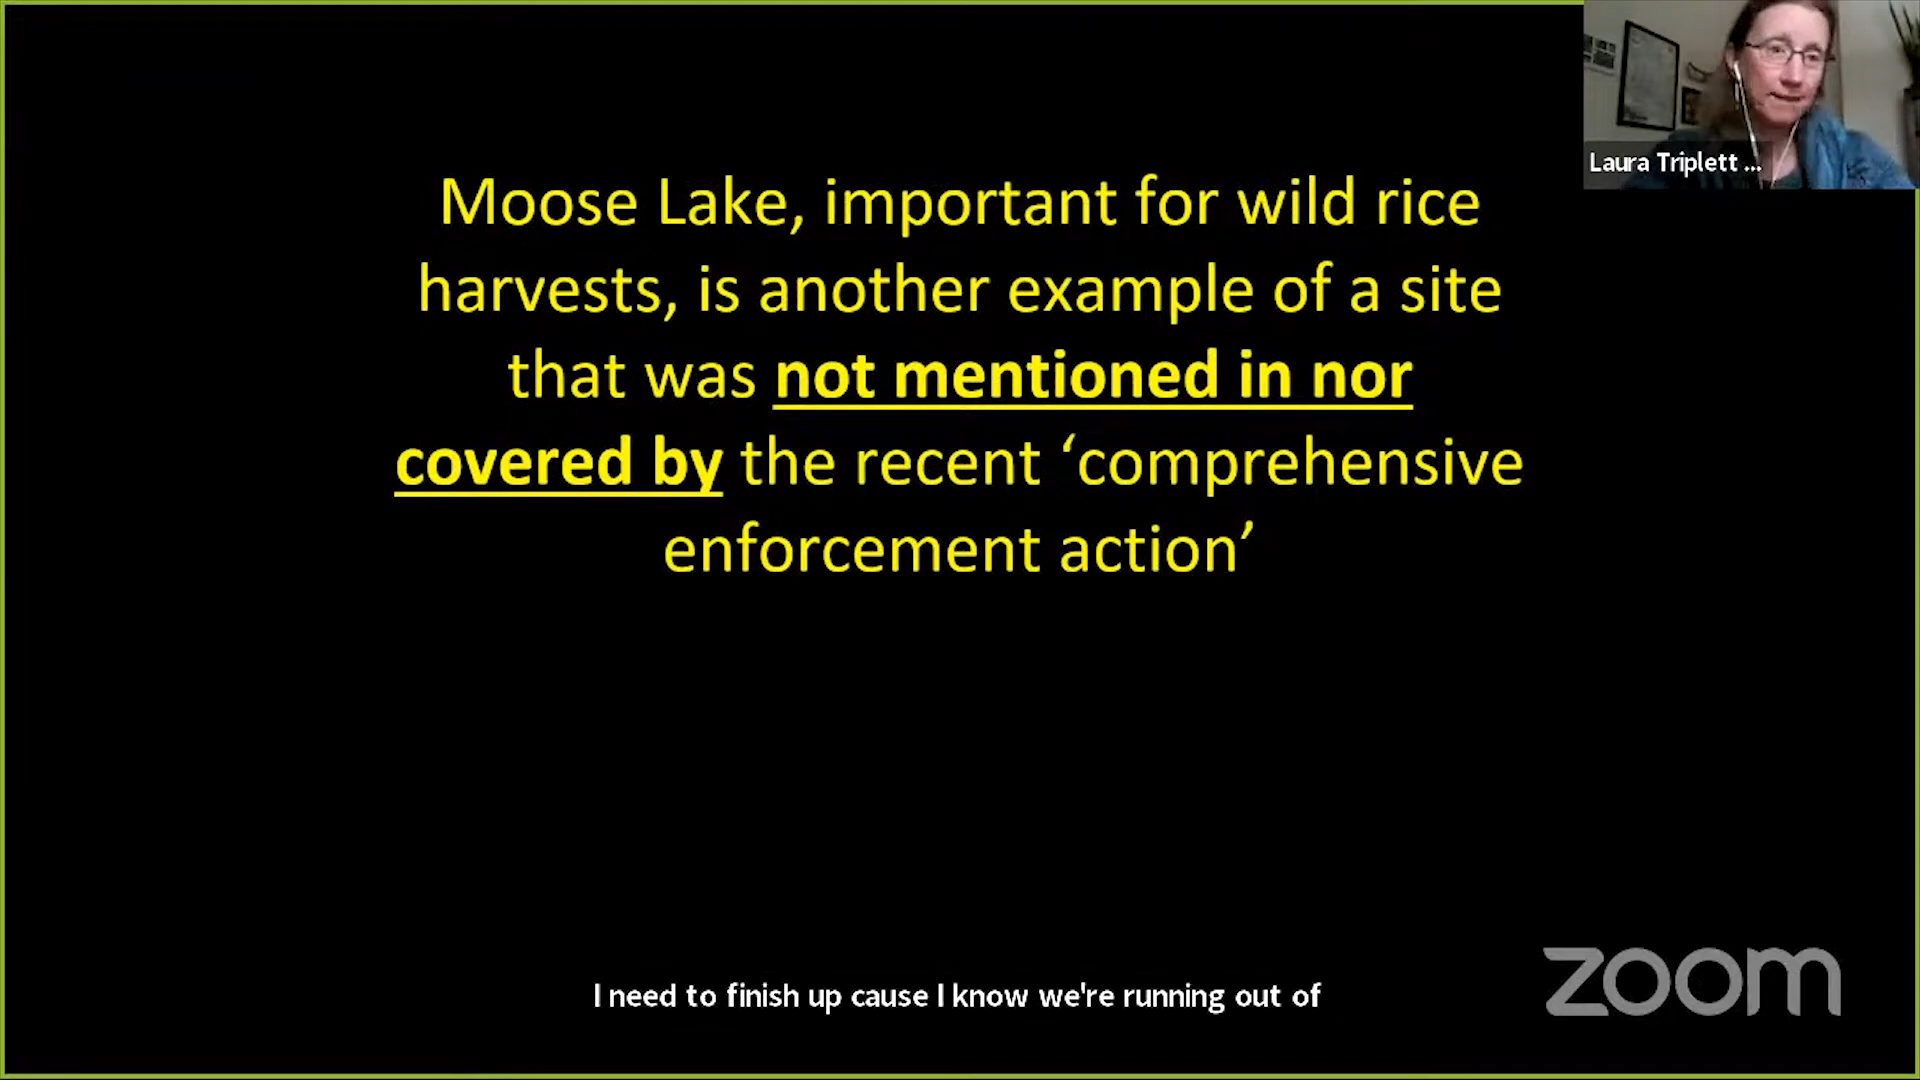 Laura Triplett ...
Moose Lake, important for wild rice
harvests, is another example of a site
that was not mentioned in nor
covered by the recent ‘comprehensive
enforcement action’
I need to finish up cause I know we're running out of
zoom